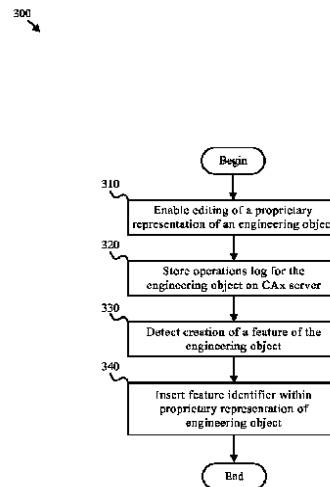 300
Begin
310
Enable editing of a proprietary
representation of an engineering object
320
Store operations log for the
engineering object on CAx server
330
Detect creation of a feature of the
engineering object
340
Insert feature identifier within
proprietary representation of
engineering object
End